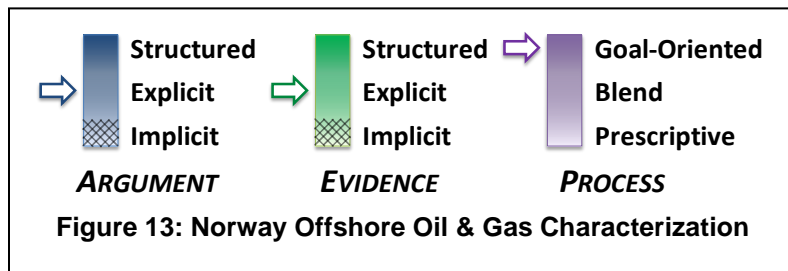 Structured Structured Goal-Oriented
Explicit Explicit Blend
Implicit Implicit Prescriptive
ARGUMENT EVIDENCE PROCESS
Figure 13: Norway Offshore Oil & Gas Characterization